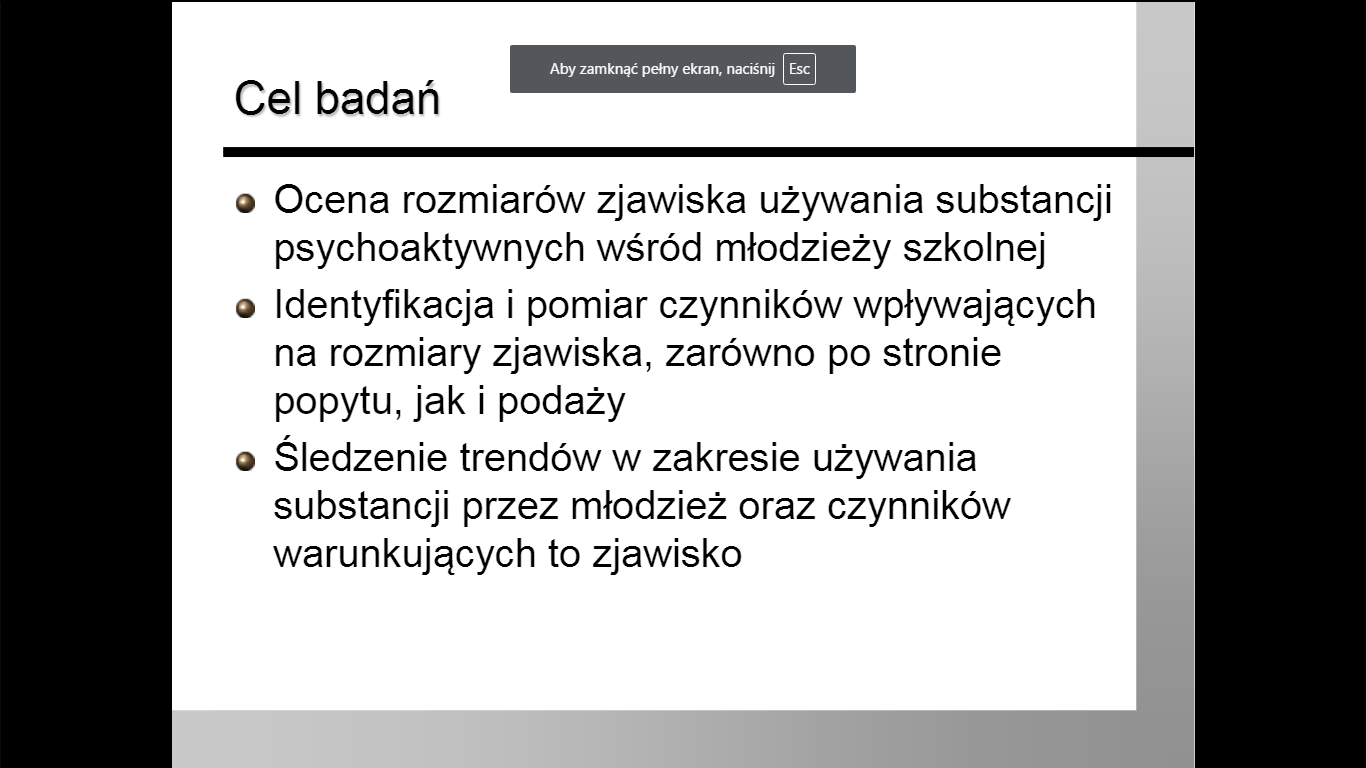 Aby zamknąć pełny ekran, naciśnij Esc
Cel badań
Ocena rozmiarów zjawiska używania substancji
psychoaktywnych wśród młodzieży szkolnej
Identyfikacja i pomiar czynników wpływających
na rozmiary zjawiska, zarówno po stronie
popytu, jak i podaży
Śledzenie trendów w zakresie używania
substancji przez młodzież oraz czynników
warunkujących to zjawisko